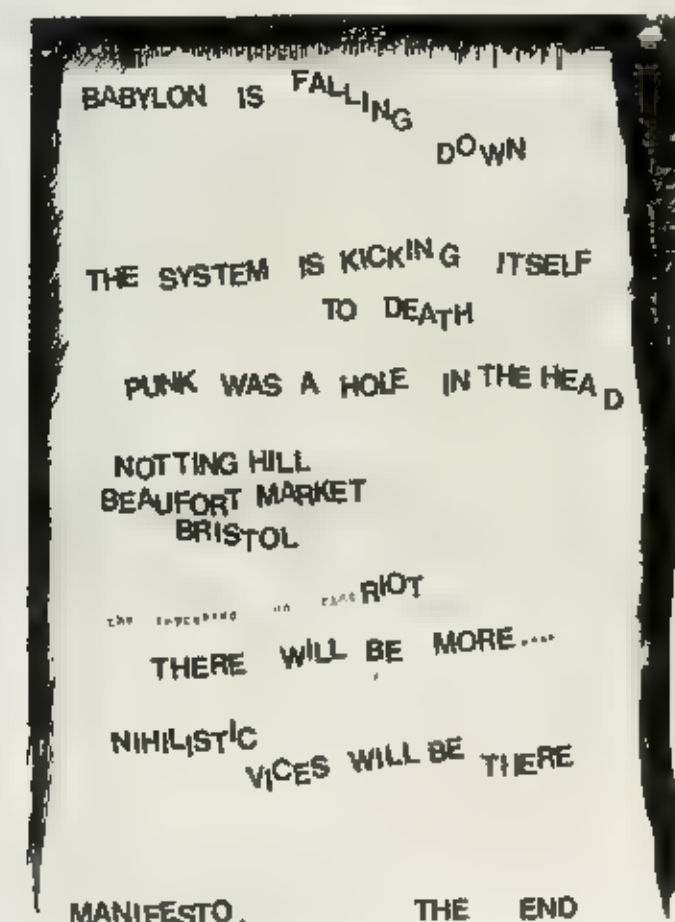 BABYLON IS FALLING
DOWN
THE SYSTEM IS KICKING ITSELF
TO DEATH
PUNK WAS A HOLE IN THE HEAD
NOTTING HILL
BEAUFORT MARKET
BRISTOL
the RIOT
THERE WILL BE MORE....
NIHILISTIC
VICES WILL BE THERE
MANIFESTO. THE END